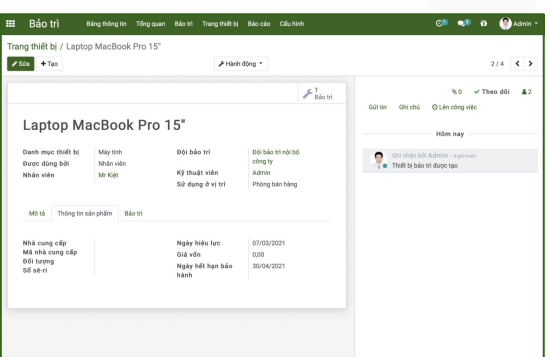 Bảo trì Bảng thông tin Tổng quan Bảo trì Trang thiết bị Báo cáo Cấu hình Admin
Trang thiết bị / Laptop MacBook Pro 15"
Sửa + Tạo Hành động 2 / 4
1
Bảo trì
0 Theo dõi 2
Gửi tin Ghi chú Lên công việc
Hôm nay
Laptop MacBook Pro 15"
Ghi nhận bởi Admin - 4 giờ trước
Thiết bị bảo trì được tạo
Danh mục thiết bị Máy tính Đội bảo trì Đội bảo trì nội bộ
công ty
Được dùng bởi Nhân viên
Nhân viên Mr Kiệt Kỹ thuật viên Admin
Sử dụng ở vị trí Phòng bán hàng
Mô tả Thông tin sản phẩm Bảo trì
Nhà cung cấp Ngày hiệu lực 07/03/2021
Mã nhà cung cấp Giá vốn 0,00
Đối tượng Ngày hết hạn bảo 30/04/2021
Số sê-ri hành